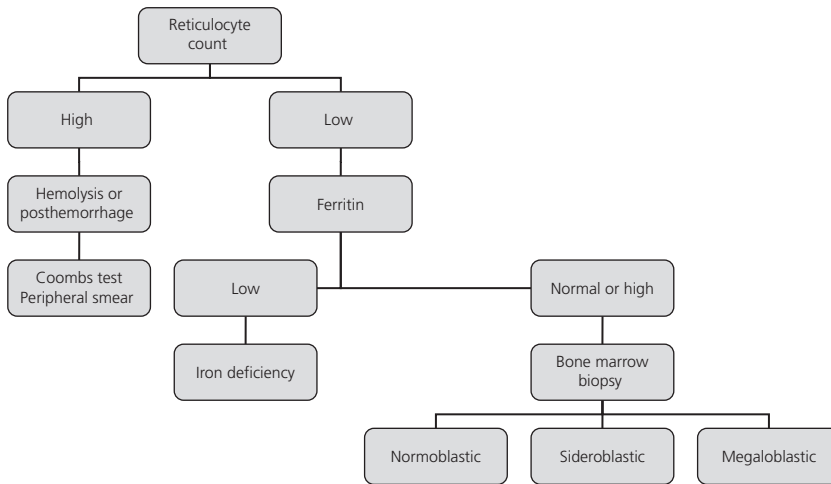 Reticulocyte
count
High
Low
Hemolysis or
posthemorrhage
Ferritin
Coombs test
Peripheral smear
Low
Normal or high
Iron deficiency
Bone marrow
biopsy
Normoblastic
Sideroblastic
Megaloblastic